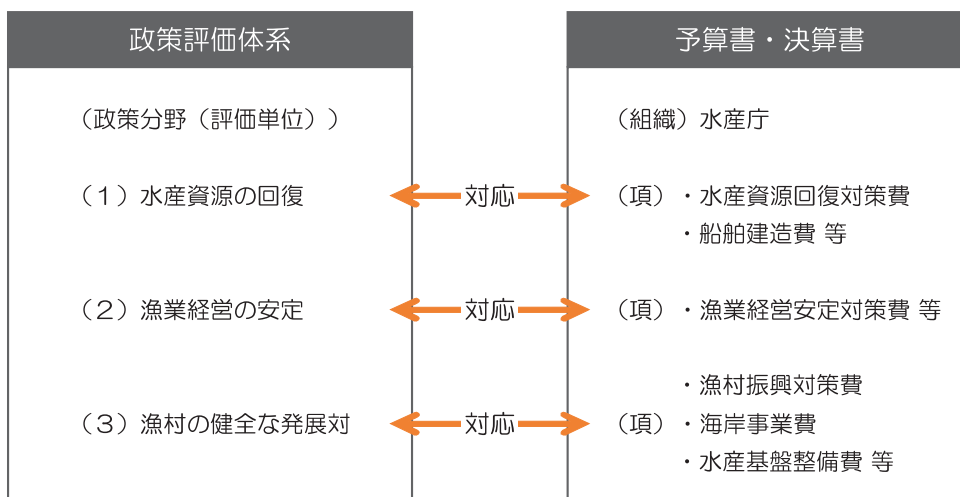 政策評価体系
予算書・決算書
（政策分野（評価単位））
（組織）水産庁
（1）水産資源の回復
対応
（項）・水産資源回復対策費
・船舶建造費 等
（2）漁業経営の安定
対応
（項）・漁業経営安定対策費 等
（3）漁村の健全な発展対
対応
・漁村振興対策費
（項）・海岸事業費
・水産基盤整備費 等